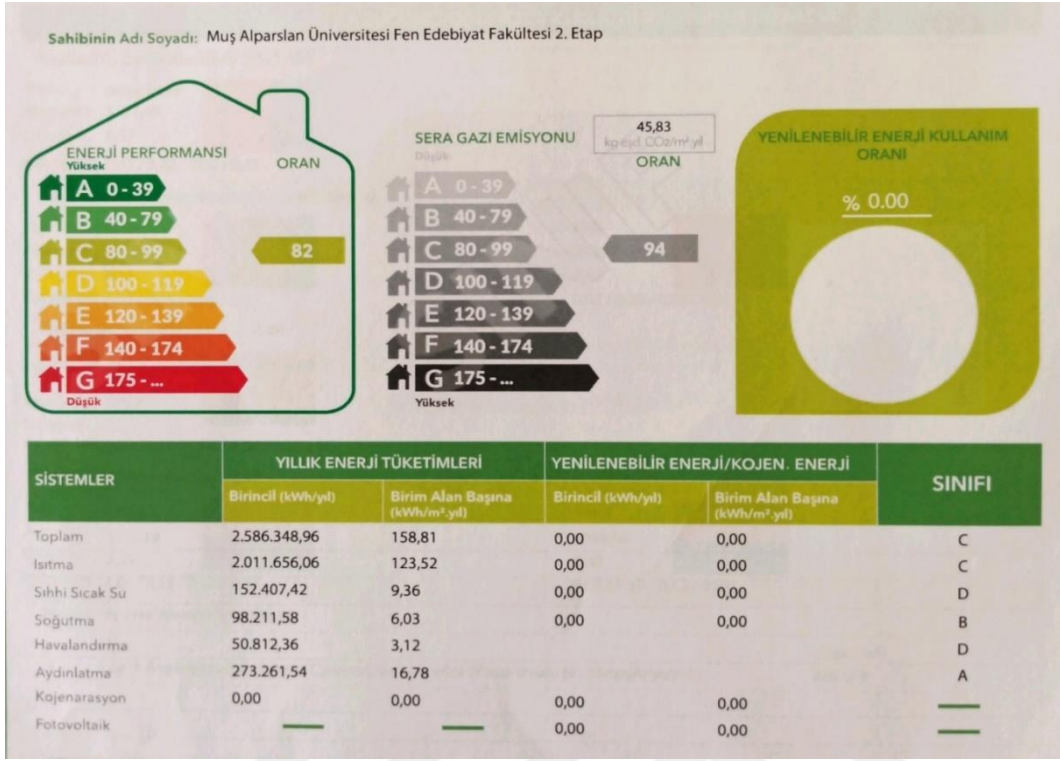 Sahibinin Adı Soyadı: Muş Alparslan Üniversitesi Fen Edebiyat Fakültesi 2. Etap
ENERJİ PERFORMANSI
Yüksek
ORAN
A 0 - 39
B 40 - 79
C 80 - 99
82
D 100 - 119
E 120 - 139
F 140 - 174
G 175 - ...
Düşük
SERA GAZI EMİSYONU
Düşük
45,83
kg eşd. CO2/m².yıl
ORAN
A 0 - 39
B 40 - 79
C 80 - 99
94
D 100 - 119
E 120 - 139
F 140 - 174
G 175 - ...
Yüksek
YENİLENEBİLİR ENERJİ KULLANIM
ORANI
% 0.00
SİSTEMLER
YILLIK ENERJİ TÜKETİMLERİ
YENİLENEBİLİR ENERJİ/KOJEN. ENERJİ
SINIFI
Birincil (kWh/yıl)
Birim Alan Başına
(kWh/m².yıl)
Birincil (kWh/yıl)
Birim Alan Başına
(kWh/m².yıl)
Toplam 2.586.348,96 158,81 0,00 0,00 C
Isıtma 2.011.656,06 123,52 0,00 0,00 C
Sıhhi Sıcak Su 152.407,42 9,36 0,00 0,00 D
Soğutma 98.211,58 6,03 0,00 0,00 B
Havalandırma 50.812,36 3,12 D
Aydınlatma 273.261,54 16,78 A
Kojenarasyon 0,00 0,00 0,00 0,00
Fotovoltaik 0,00 0,00